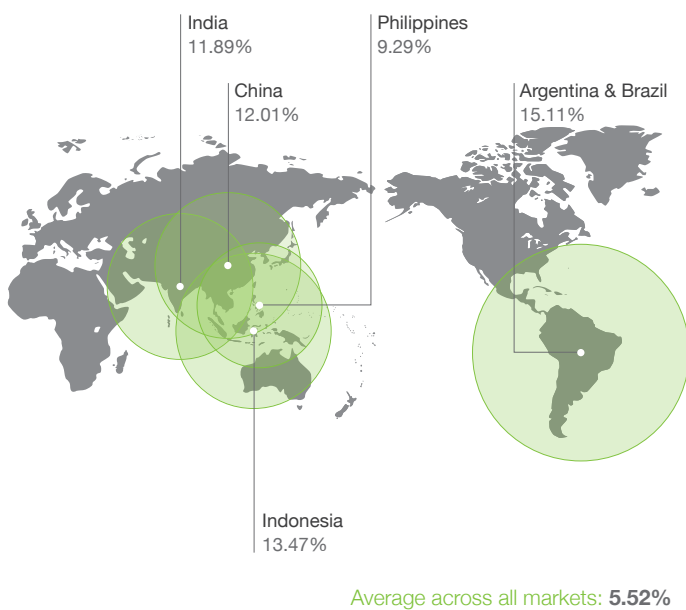 India
11.89%
Philippines
9.29%
China
12.01%
Argentina & Brazil
15.11%
Indonesia
13.47%
Average across all markets: 5.52%